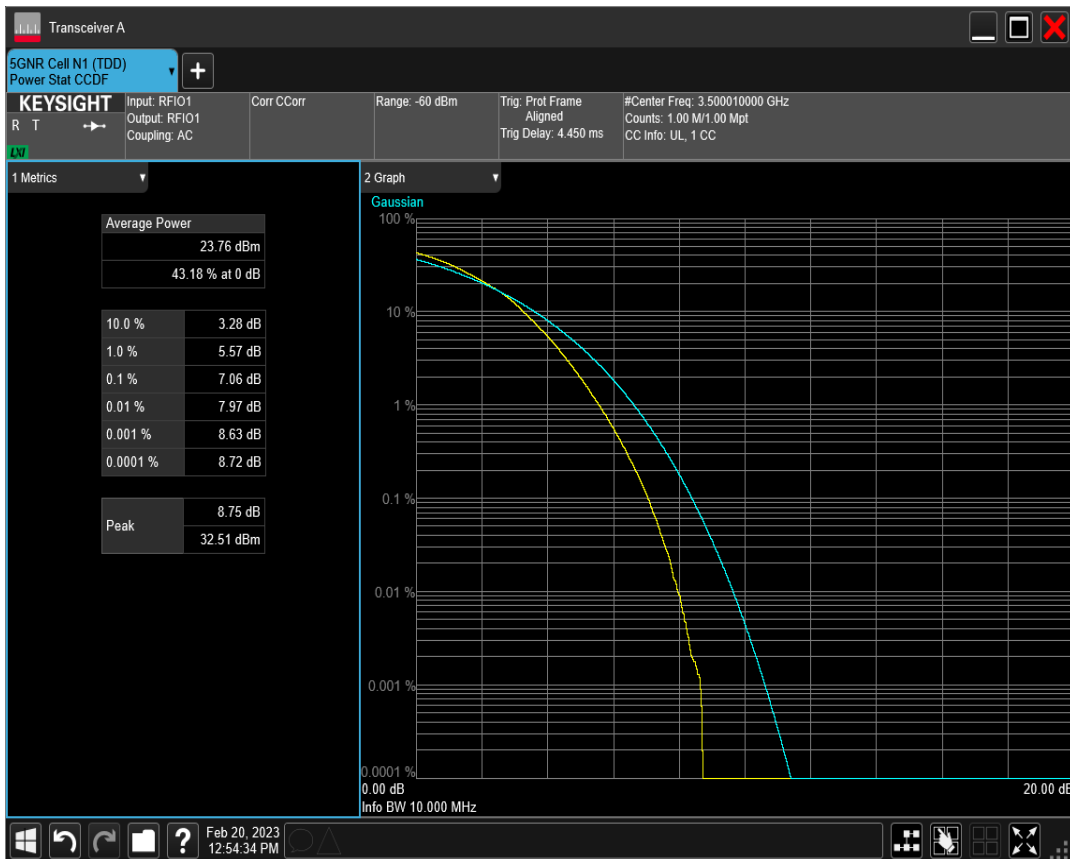 Transceiver A
5GNR Cell N1 (TDD)
Power Stat CCDF
+
KEYSIGHT
R T
LXI
Input: RFIO1
Output: RFIO1
Coupling: AC
Corr CCorr
Range: -60 dBm
Trig: Prot Frame
Aligned
Trig Delay: 4.450 ms
#Center Freq: 3.500010000 GHz
Counts: 1.00 M/1.00 Mpt
CC Info: UL, 1 CC
1 Metrics
Average Power
23.76 dBm
43.18 % at 0 dB
10.0 % 3.28 dB
1.0 % 5.57 dB
0.1 % 7.06 dB
0.01 % 7.97 dB
0.001 % 8.63 dB
0.0001 % 8.72 dB
Peak
8.75 dB
32.51 dBm
2 Graph
Gaussian
100 %
10 %
1 %
0.1 %
0.01 %
0.001 %
0.0001 %
0.00 dB 20.00 dB
Info BW 10.000 MHz
?
Feb 20, 2023
12:54:34 PM